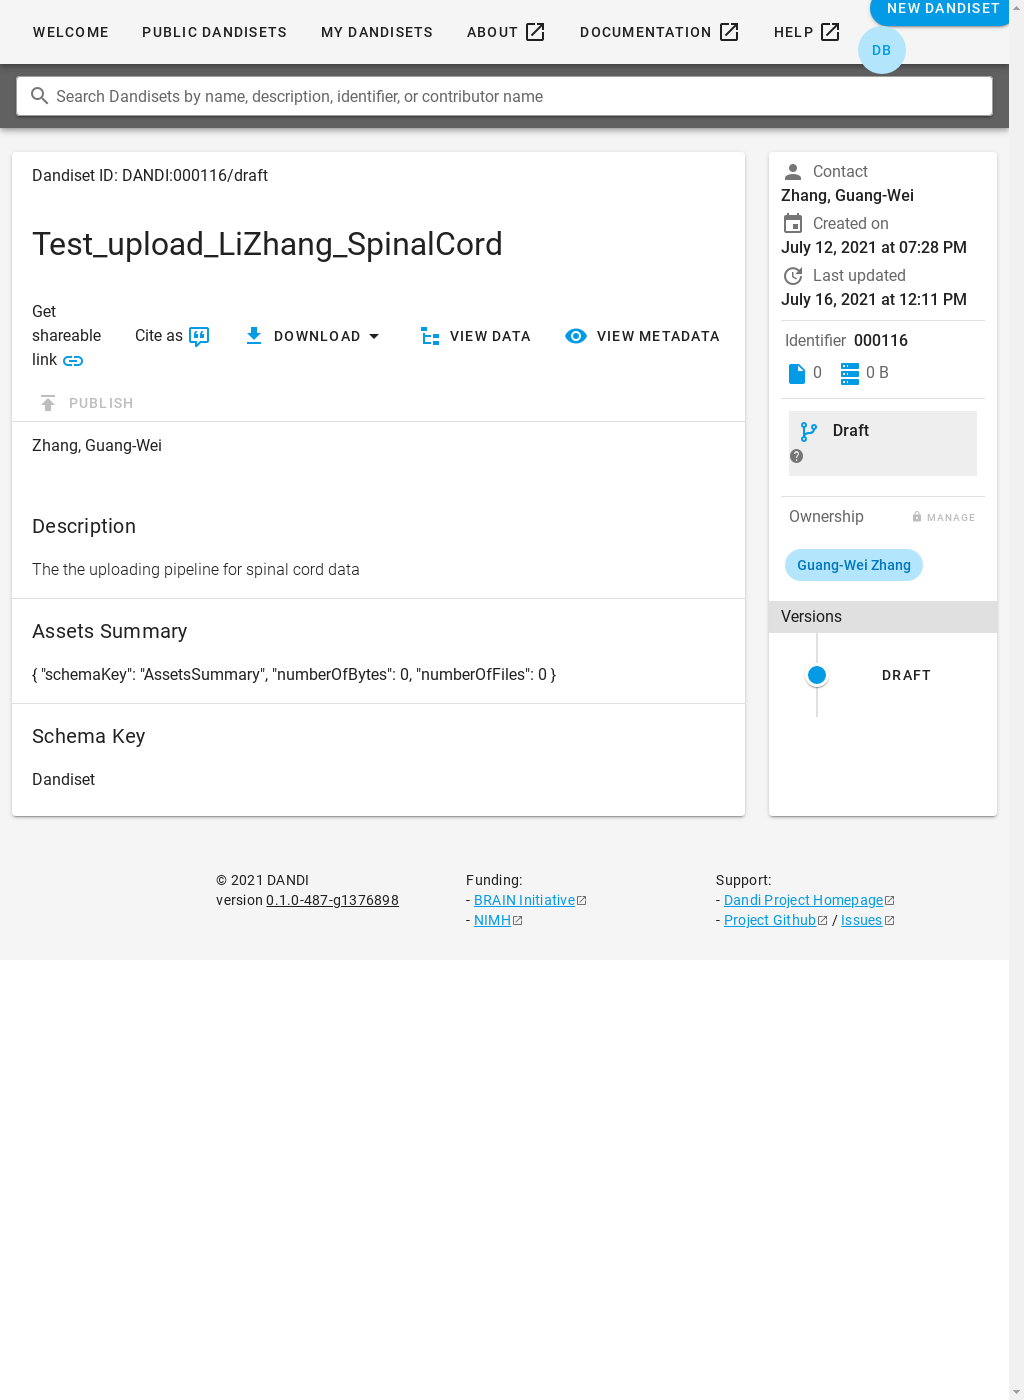 WELCOME PUBLIC DANDISETS MY DANDISETS ABOUT DOCUMENTATION HELP NEW DANDISET
DB
Search Dandisets by name, description, identifier, or contributor name
Dandiset ID: DANDI:000116/draft
Test_upload_LiZhang_SpinalCord
Get
shareable
link
Cite as DOWNLOAD VIEW DATA VIEW METADATA
PUBLISH
Zhang, Guang-Wei
Description
The the uploading pipeline for spinal cord data
Assets Summary
{ "schemaKey": "AssetsSummary", "numberOfBytes": 0, "numberOfFiles": 0 }
Schema Key
Dandiset
Contact
Zhang, Guang-Wei
Created on
July 12, 2021 at 07:28 PM
Last updated
July 16, 2021 at 12:11 PM
Identifier 000116
0 0 B
Draft
Ownership MANAGE
Guang-Wei Zhang
Versions
DRAFT
© 2021 DANDI
version 0.1.0-487-g1376898
Funding:
- BRAIN Initiative
- NIMH
Support:
- Dandi Project Homepage
- Project Github / Issues